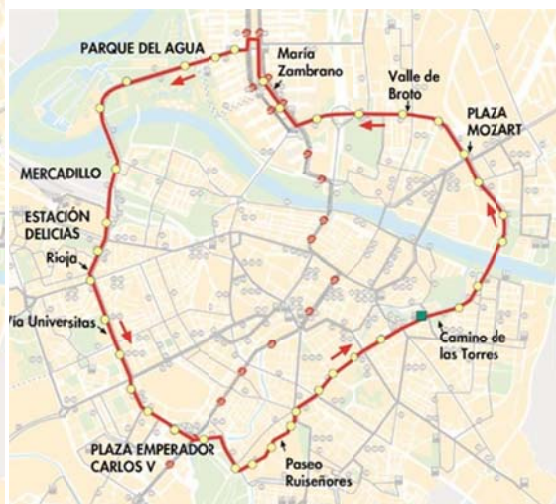 PARQUE DEL AGUA
María
Zambrano
Valle de
Broto
PLAZA
MOZART
MERCADILLO
ESTACIÓN
DELICIAS
Rioja
Vía Universitas
Camino de
las Torres
PLAZA EMPERADOR
CARLOS V
Paseo
Ruiseñores